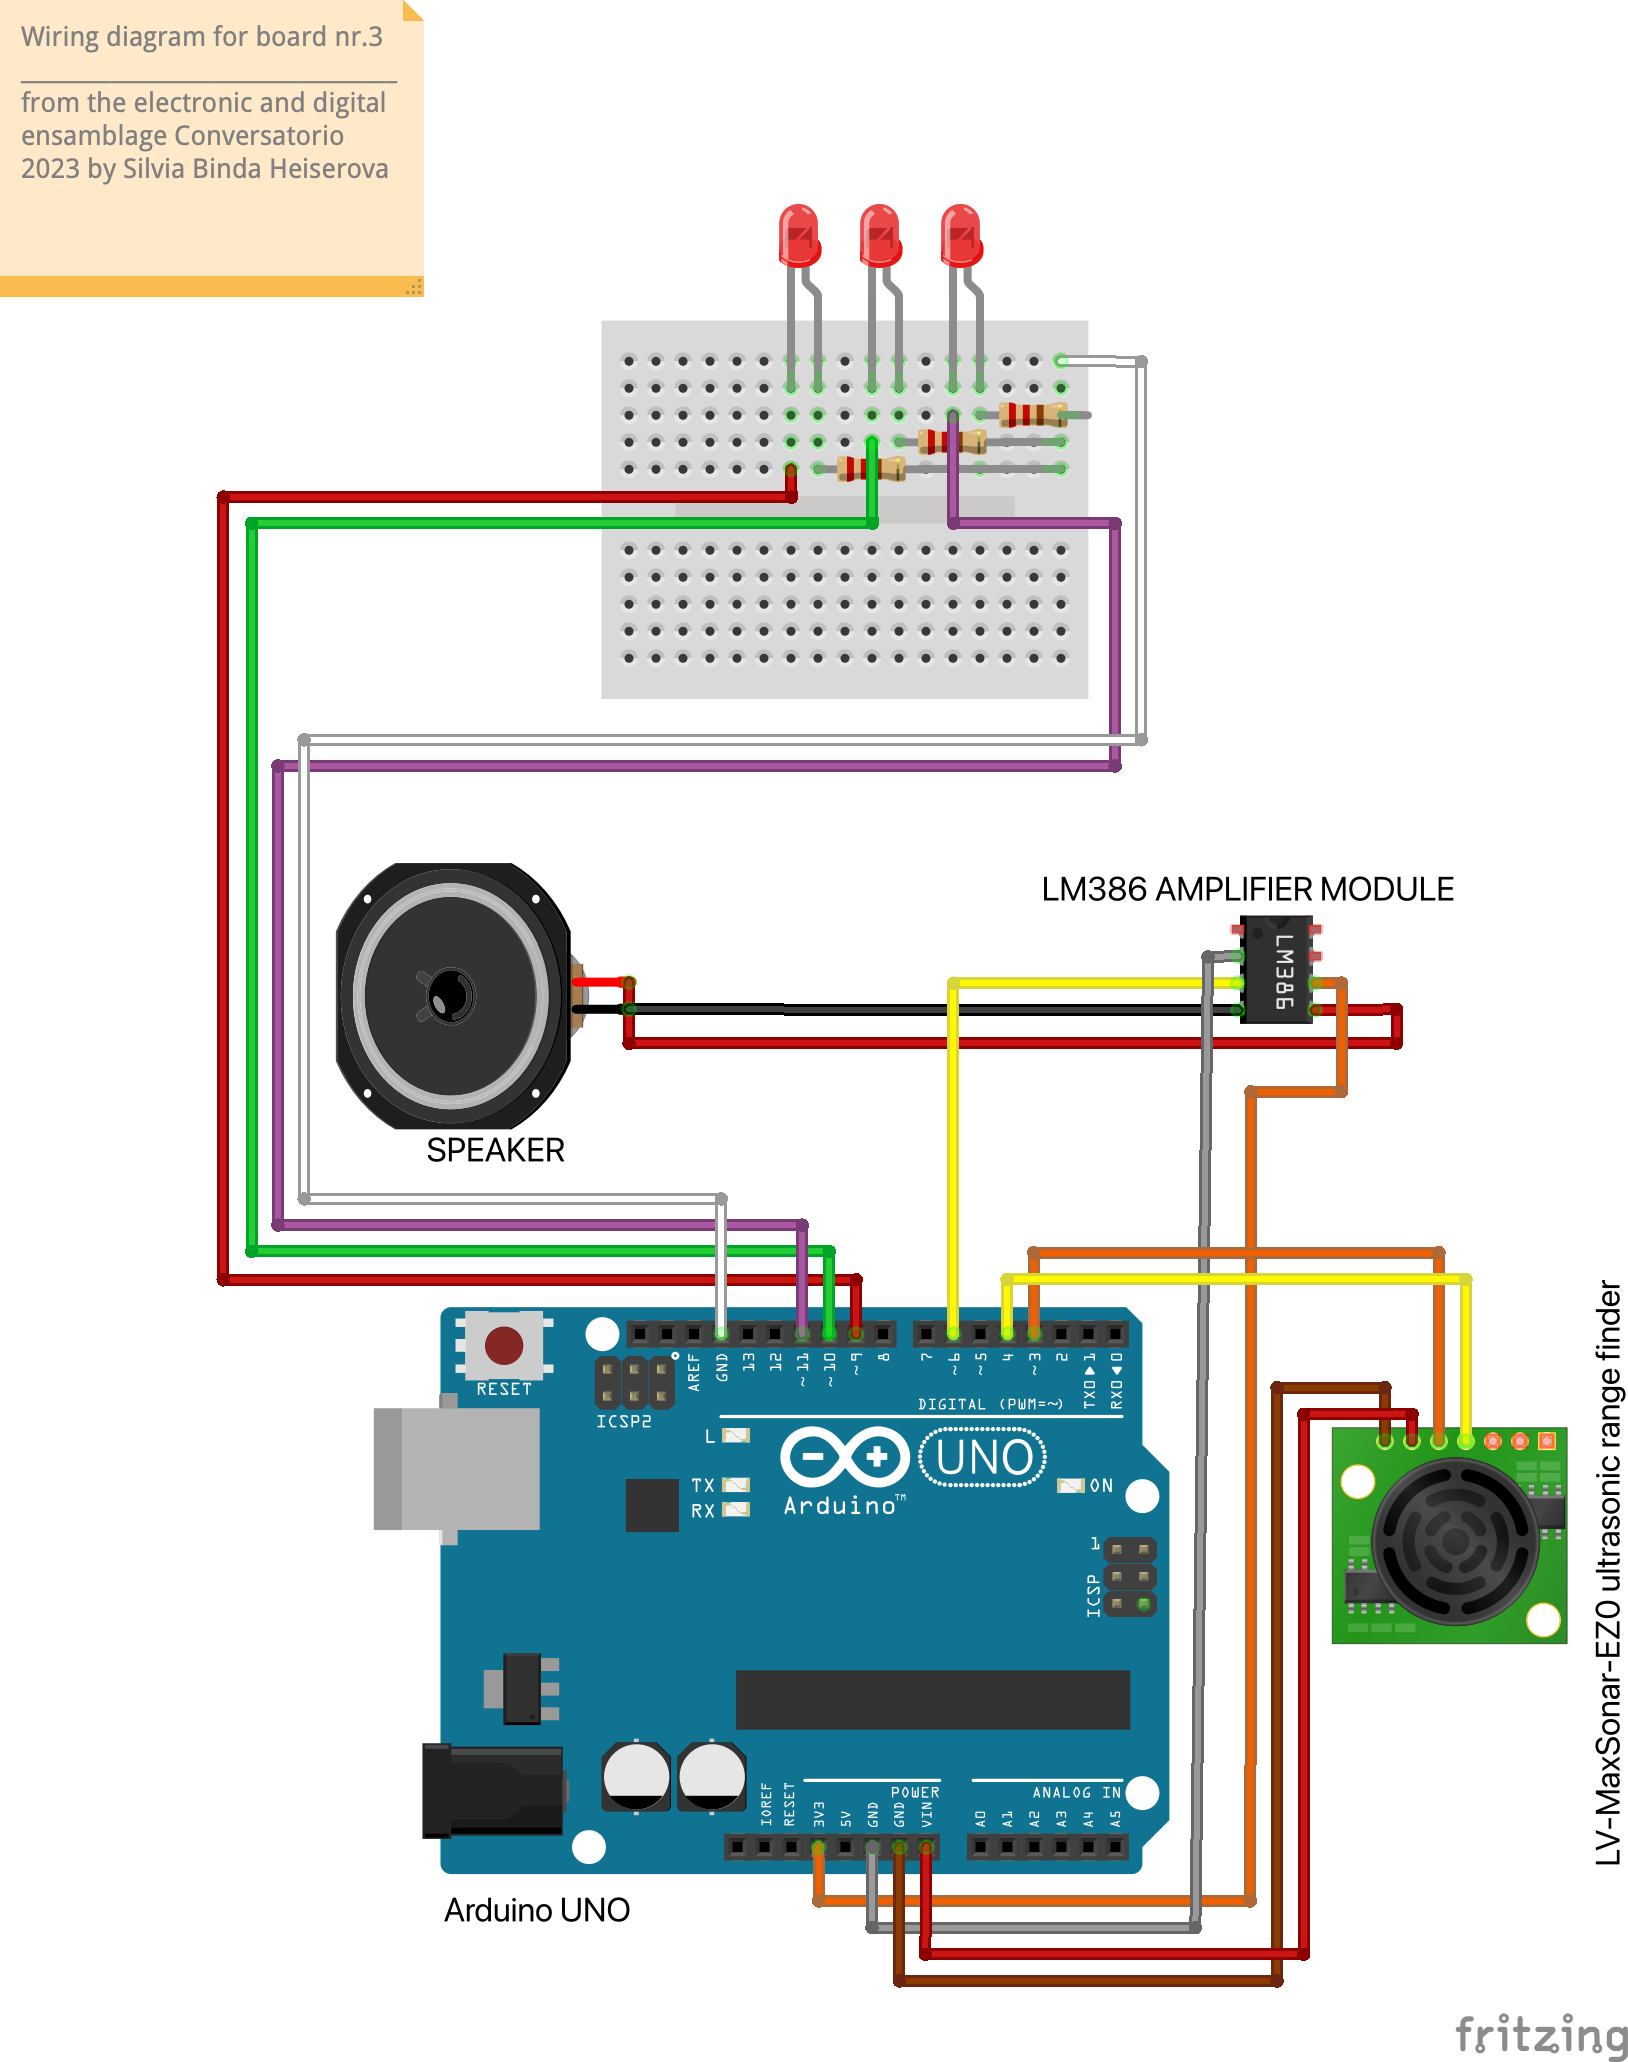 Wiring diagram for board nr.3
from the electronic and digital
ensamblage Conversatorio
2023 by Silvia Binda Heiserova
LM386 AMPLIFIER MODULE
LM386
SPEAKER
RESET
ICSP2
AREF
GND
13
12
~11
~10
~9
8
7
~6
~5
4
~3
2
TX0▶1
RX0◀0
DIGITAL (PWM=~)
L
TX
RX
Arduino™
UNO
ON
1
ICSP
IOREF
RESET
3V3
5V
GND
GND
VIN
POWER
ANALOG IN
A0
A1
A2
A3
A4
A5
Arduino UNO
LV-MaxSonar-EZ0 ultrasonic range finder
fritzing